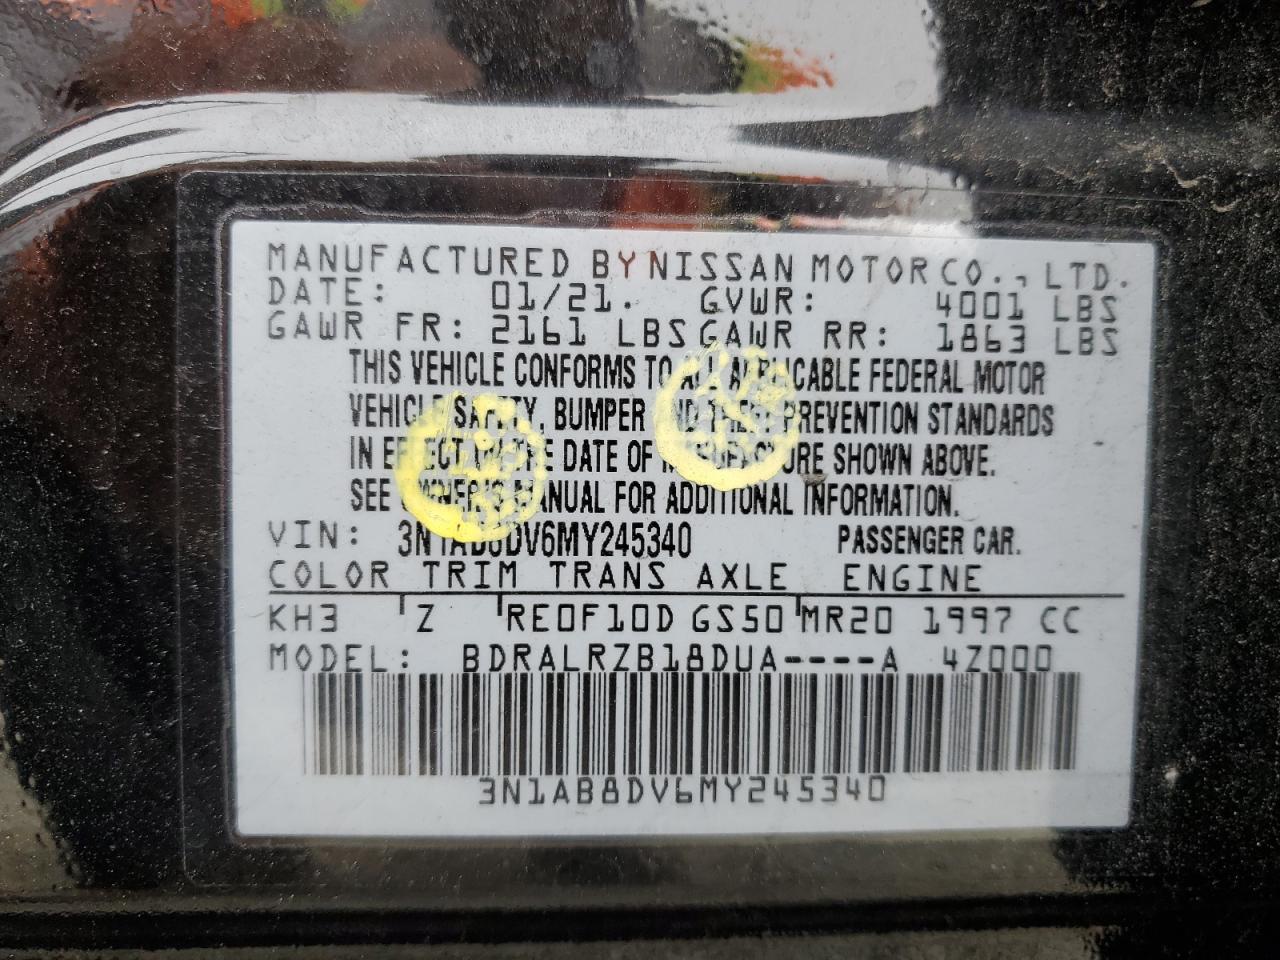 MANUFACTURED BY NISSAN MOTOR CO., LTD.
DATE: 01/21. GVWR: 4001 LBS
GAWR FR: 2161 LBS GAWR RR: 1863 LBS
THIS VEHICLE CONFORMS TO ALL APPLICABLE FEDERAL MOTOR
VEHICLE SAFETY, BUMPER AND THEFT PREVENTION STANDARDS
IN EFFECT ON THE DATE OF MANUFACTURE SHOWN ABOVE.
SEE OWNER'S MANUAL FOR ADDITIONAL INFORMATION.
VIN: 3N1AB8DV6MY245340 PASSENGER CAR.
COLOR TRIM TRANS AXLE ENGINE
KH3 Z RE0F10D GS50 MR20 1997 CC
MODEL: BDRALRZB18DUA----A 4Z000
3N1AB8DV6MY245340